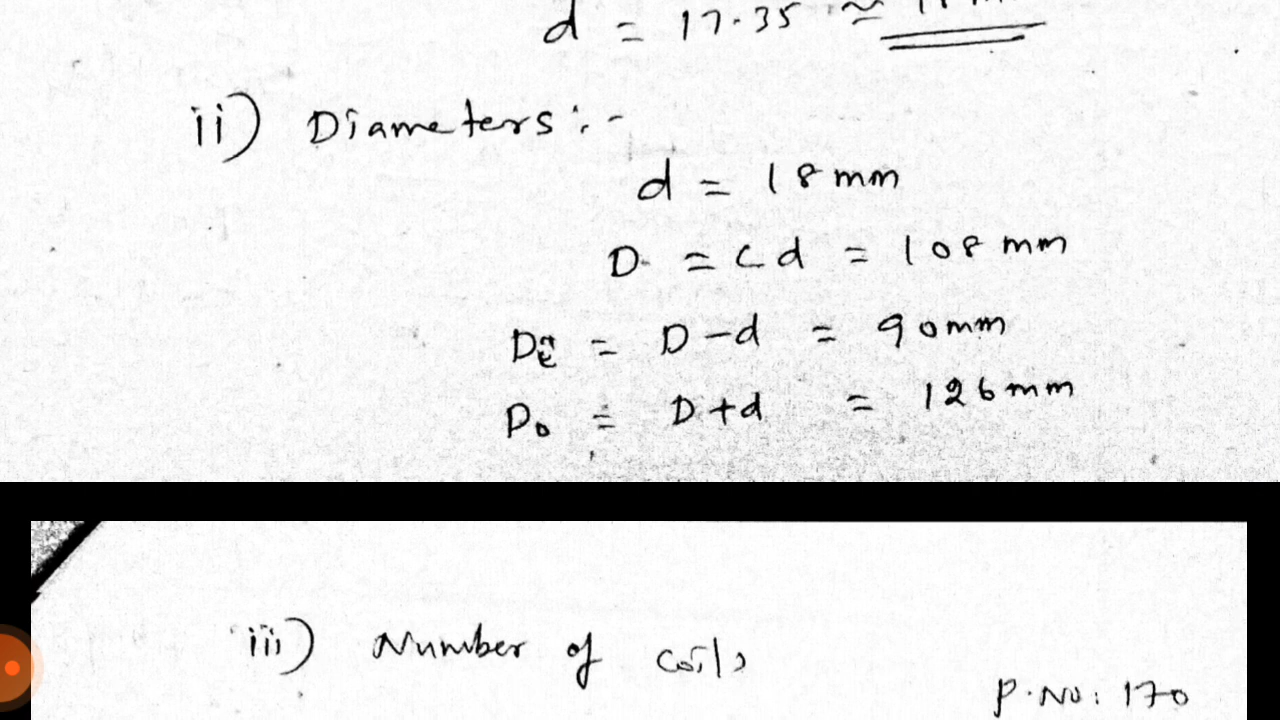 d = 17.35 ≈
ii) Diameters :-
d = 18 mm
D = Cd = 108 mm
Di = D-d = 90mm
Do = D+d = 126mm
iii) Number of coils
P.No: 170